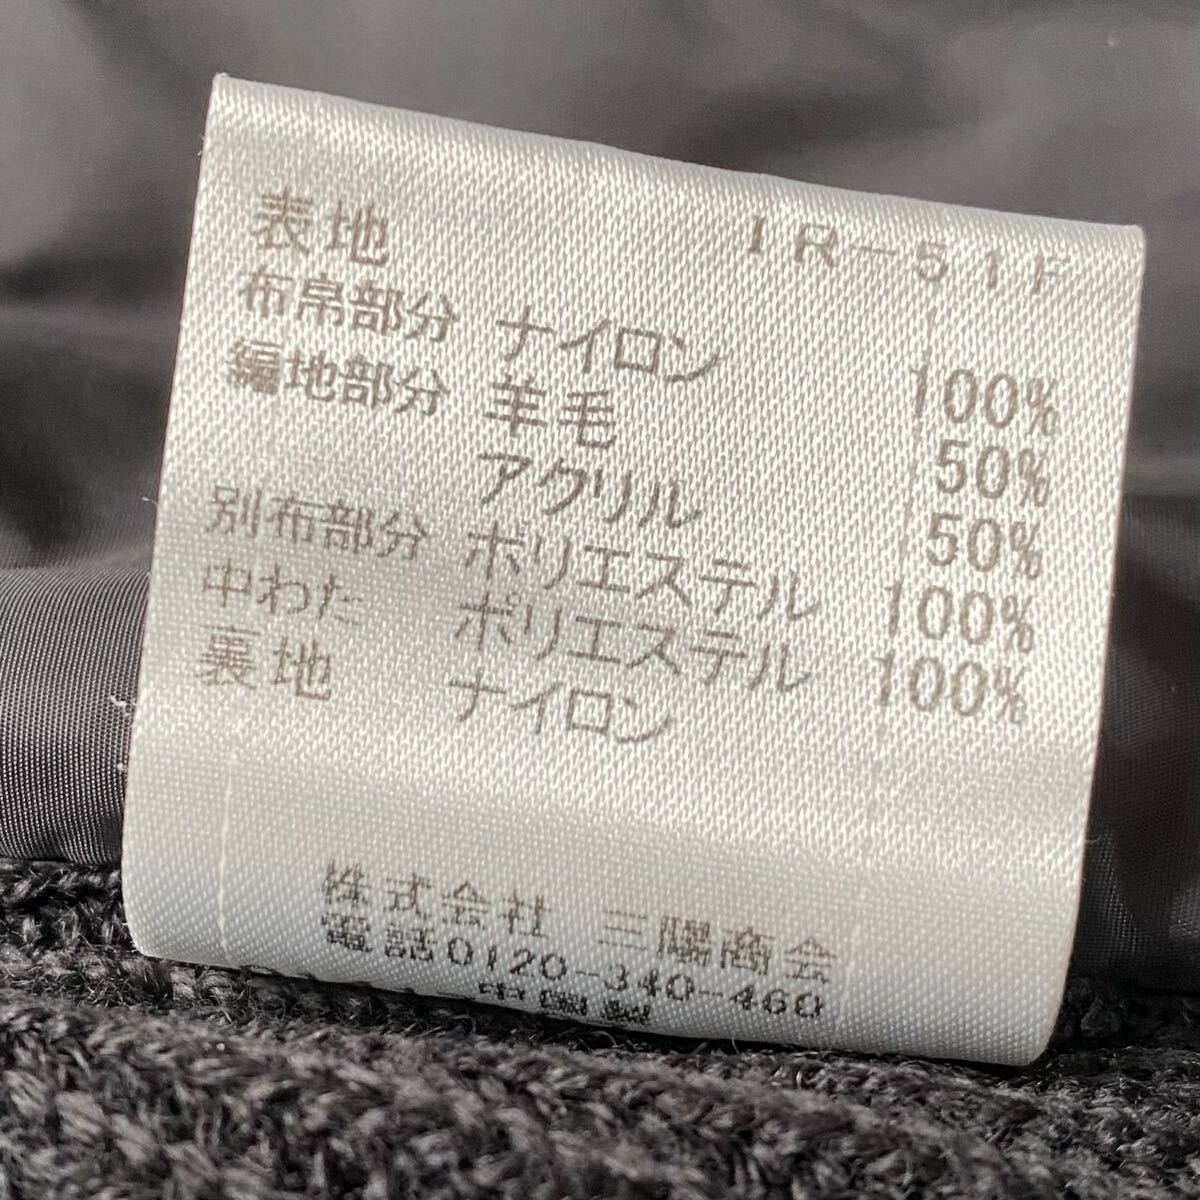 表地 IR-51F
布帛部分 ナイロン 100%
編地部分 羊毛 50%
アクリル 50%
別布部分 ポリエステル 100%
中わた ポリエステル 100%
裏地 ナイロン
株式会社 三陽商会
電話0120-340-460
中国製